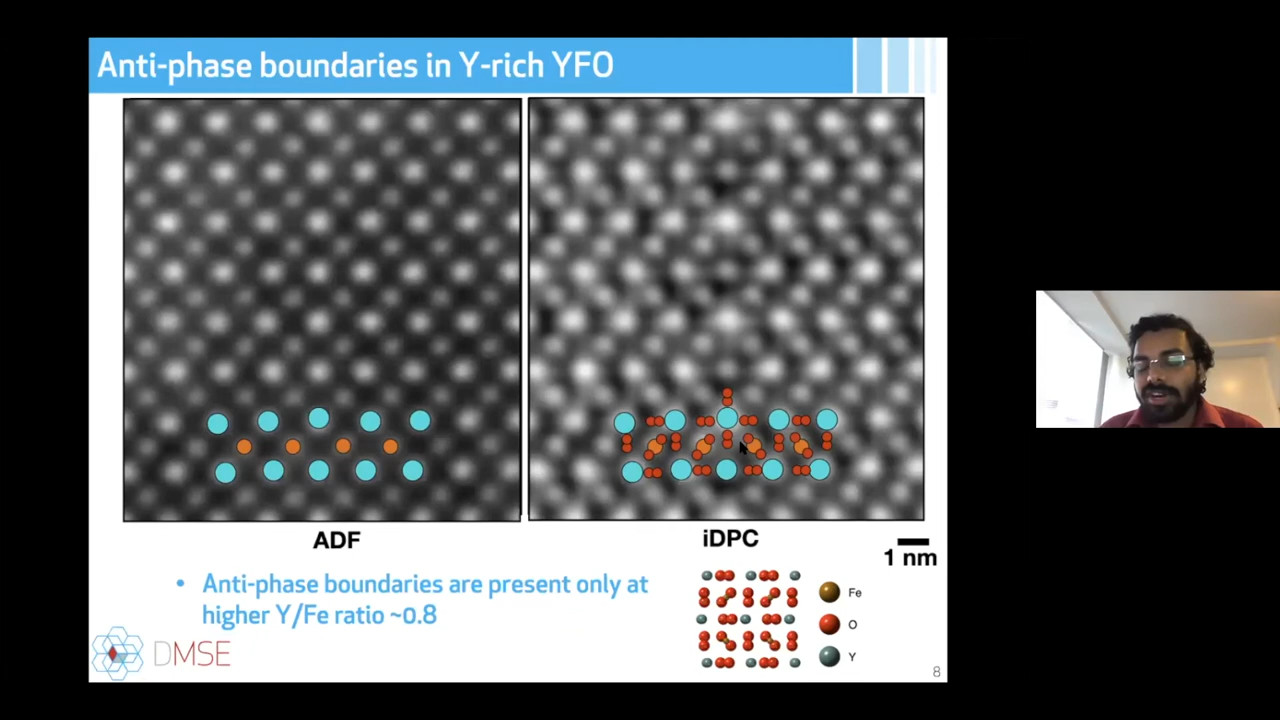 Anti-phase boundaries in Y-rich YFO
ADF
iDPC
1 nm
• Anti-phase boundaries are present only at
higher Y/Fe ratio ~0.8
Fe
O
Y
DMSE
8